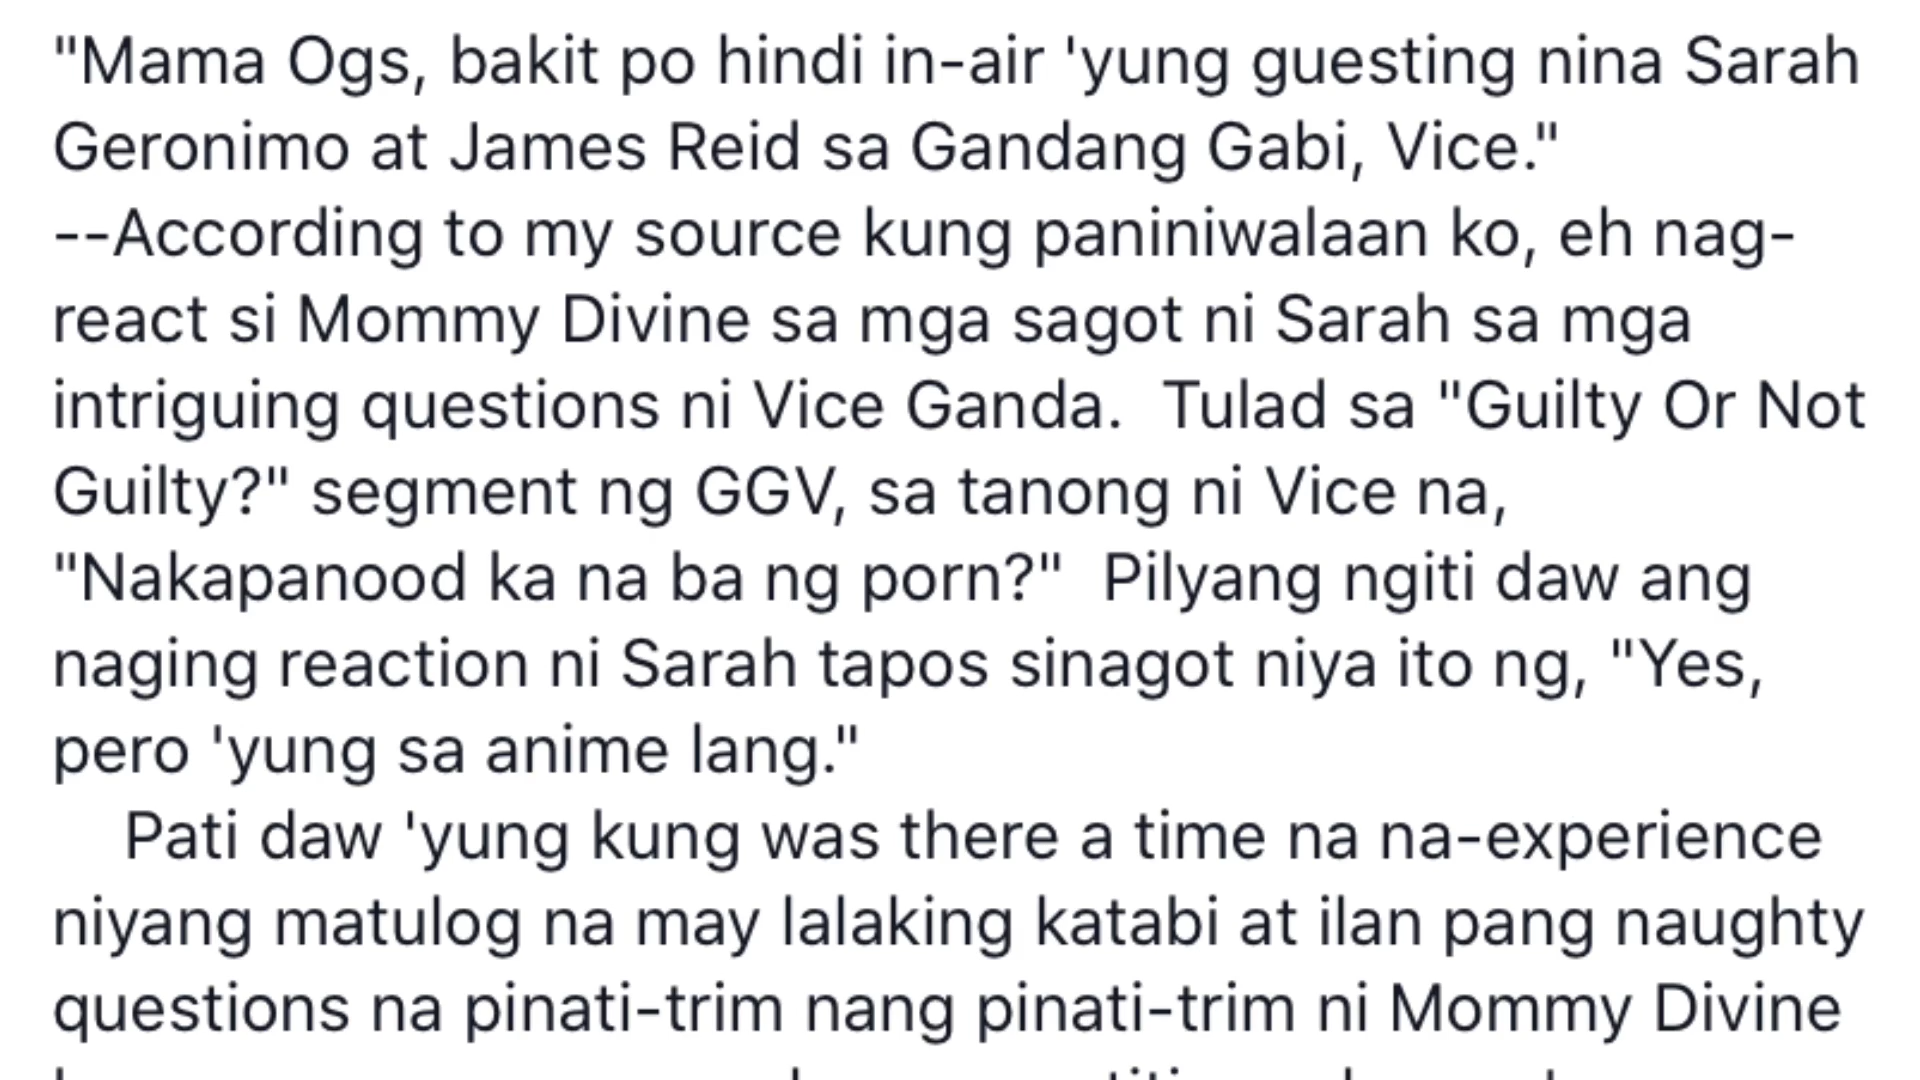 "Mama Ogs, bakit po hindi in-air 'yung guesting nina Sarah
Geronimo at James Reid sa Gandang Gabi, Vice."
--According to my source kung paniniwalaan ko, eh nag-
react si Mommy Divine sa mga sagot ni Sarah sa mga
intriguing questions ni Vice Ganda.  Tulad sa "Guilty Or Not
Guilty?" segment ng GGV, sa tanong ni Vice na,
"Nakapanood ka na ba ng porn?"  Pilyang ngiti daw ang
naging reaction ni Sarah tapos sinagot niya ito ng, "Yes,
pero 'yung sa anime lang."
Pati daw 'yung kung was there a time na na-experience
niyang matulog na may lalaking katabi at ilan pang naughty
questions na pinati-trim nang pinati-trim ni Mommy Divine